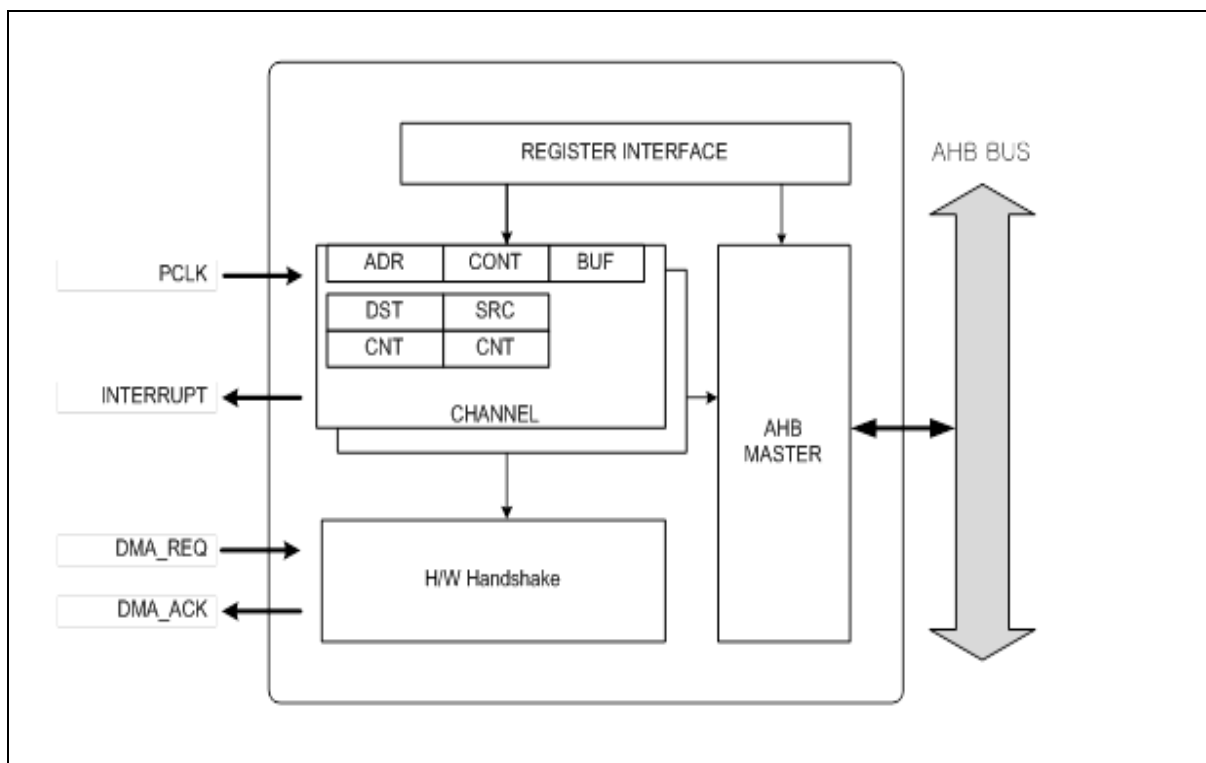 REGISTER INTERFACE
AHB BUS
PCLK
ADR CONT BUF
DST SRC
CNT CNT
INTERRUPT
CHANNEL
AHB
MASTER
DMA_REQ
H/W Handshake
DMA_ACK